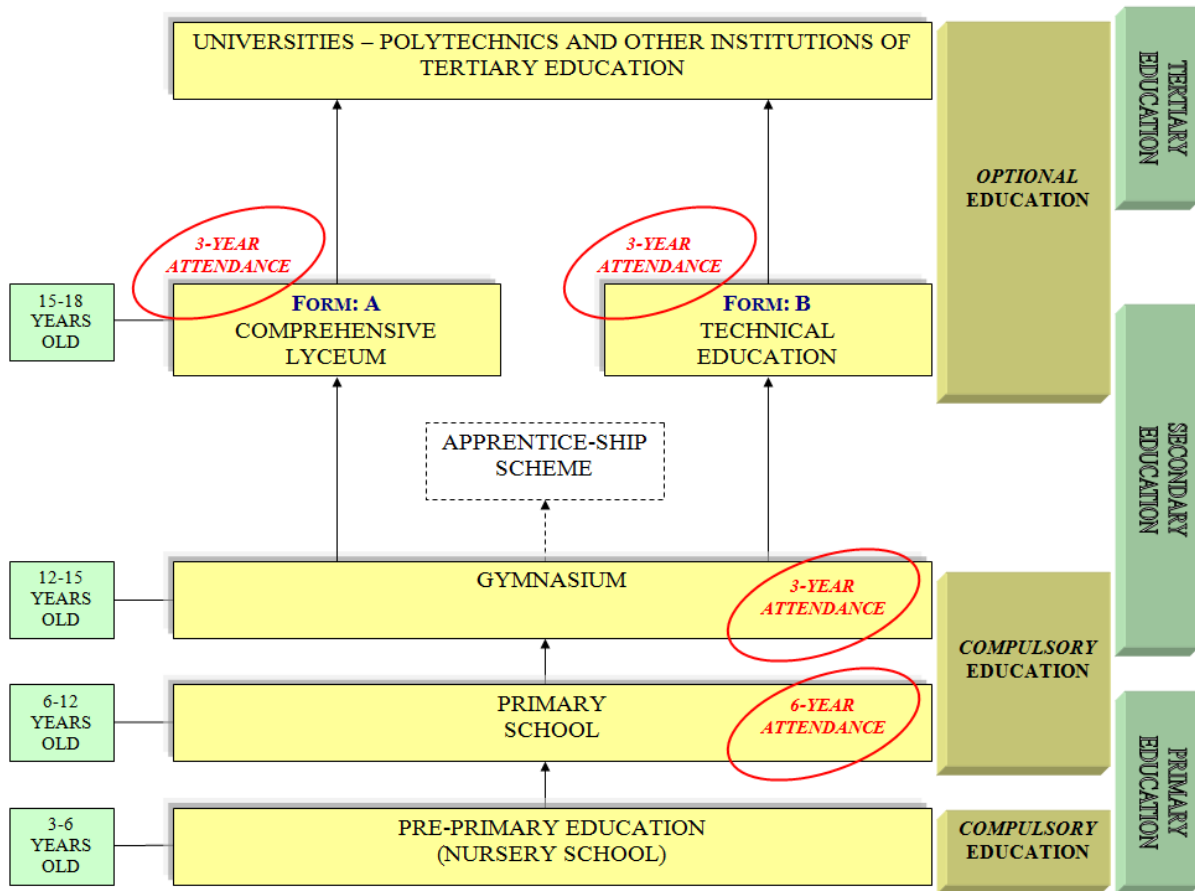 UNIVERSITIES – POLYTECHNICS AND OTHER INSTITUTIONS OF
TERTIARY EDUCATION
TERTIARY
EDUCATION
OPTIONAL
EDUCATION
3-YEAR
ATTENDANCE
3-YEAR
ATTENDANCE
15-18
YEARS
OLD
FORM: A
COMPREHENSIVE
LYCEUM
FORM: B
TECHNICAL
EDUCATION
APPRENTICE-SHIP
SCHEME
SECONDARY
EDUCATION
12-15
YEARS
OLD
GYMNASIUM
3-YEAR
ATTENDANCE
COMPULSORY
EDUCATION
6-12
YEARS
OLD
PRIMARY
SCHOOL
6-YEAR
ATTENDANCE
PRIMARY
EDUCATION
3-6
YEARS
OLD
PRE-PRIMARY EDUCATION
(NURSERY SCHOOL)
COMPULSORY
EDUCATION